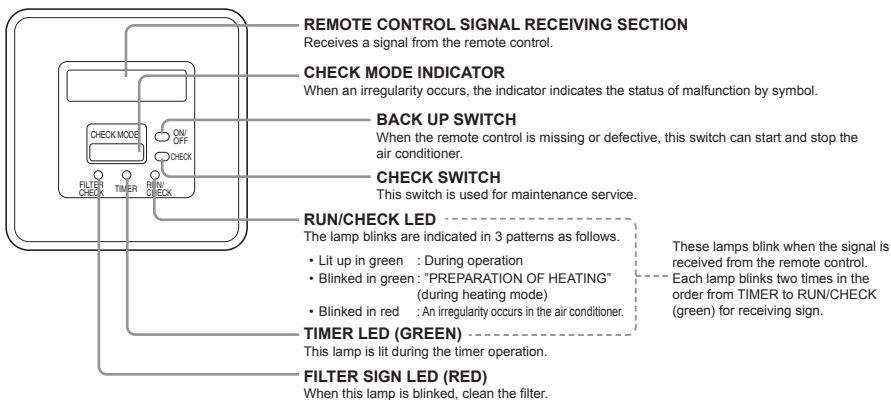 REMOTE CONTROL SIGNAL RECEIVING SECTION
Receives a signal from the remote control.
CHECK MODE INDICATOR
When an irregularity occurs, the indicator indicates the status of malfunction by symbol.
BACK UP SWITCH
When the remote control is missing or defective, this switch can start and stop the
air conditioner.
CHECK SWITCH
This switch is used for maintenance service.
RUN/CHECK LED
The lamp blinks are indicated in 3 patterns as follows.
• Lit up in green : During operation
• Blinked in green : ”PREPARATION OF HEATING”
(during heating mode)
• Blinked in red : An irregularity occurs in the air conditioner.
TIMER LED (GREEN)
This lamp is lit during the timer operation.
FILTER SIGN LED (RED)
When this lamp is blinked, clean the filter.
These lamps blink when the signal is
received from the remote control.
Each lamp blinks two times in the
order from TIMER to RUN/CHECK
(green) for receiving sign.
CHECK MODE
ON/
OFF
CHECK
FILTER
CHECK
TIMER
RUN/
CHECK